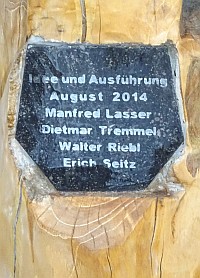 Idee und Ausführung
August 2014
Manfred Lasser
Dietmar Tremmel
Walter Riebl
Erich Seitz